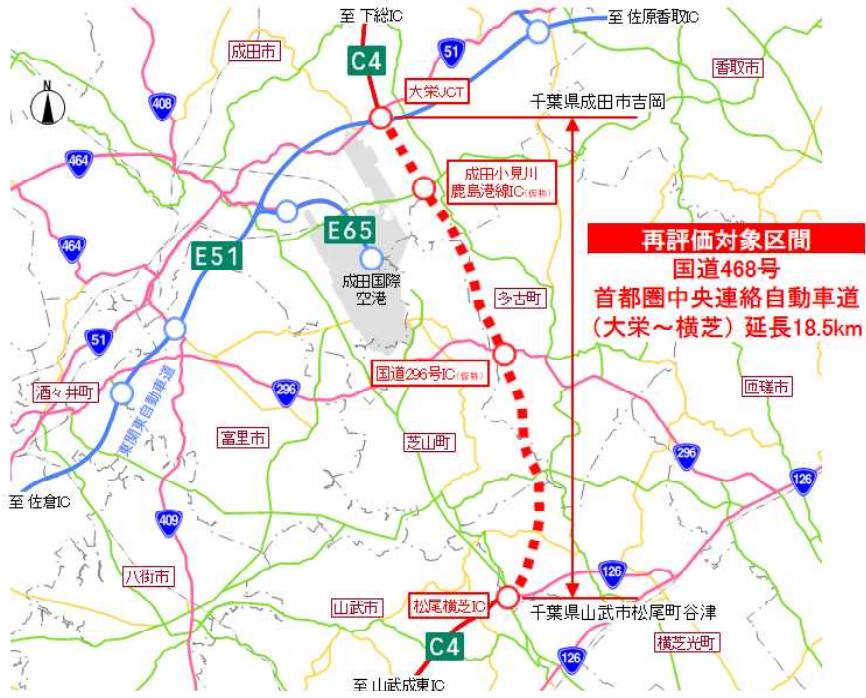 至 下総IC
至 佐原香取IC
成田市
C4
51
香取市
N
408
大栄JCT
千葉県成田市吉岡
464
成田小見川
鹿島港線IC(仮称)
E65
464
E51
再評価対象区間
国道468号
首都圏中央連絡自動車道
(大栄～横芝) 延長18.5km
成田国際
空港
多古町
51
国道296号IC(仮称)
酒々井町
296
匝瑳市
東関東自動車道
富里市
芝山町
296
126
至 佐倉IC
409
八街市
126
山武市
松尾横芝IC
千葉県山武市松尾町谷津
C4
横芝光町
126
至 山武成東IC